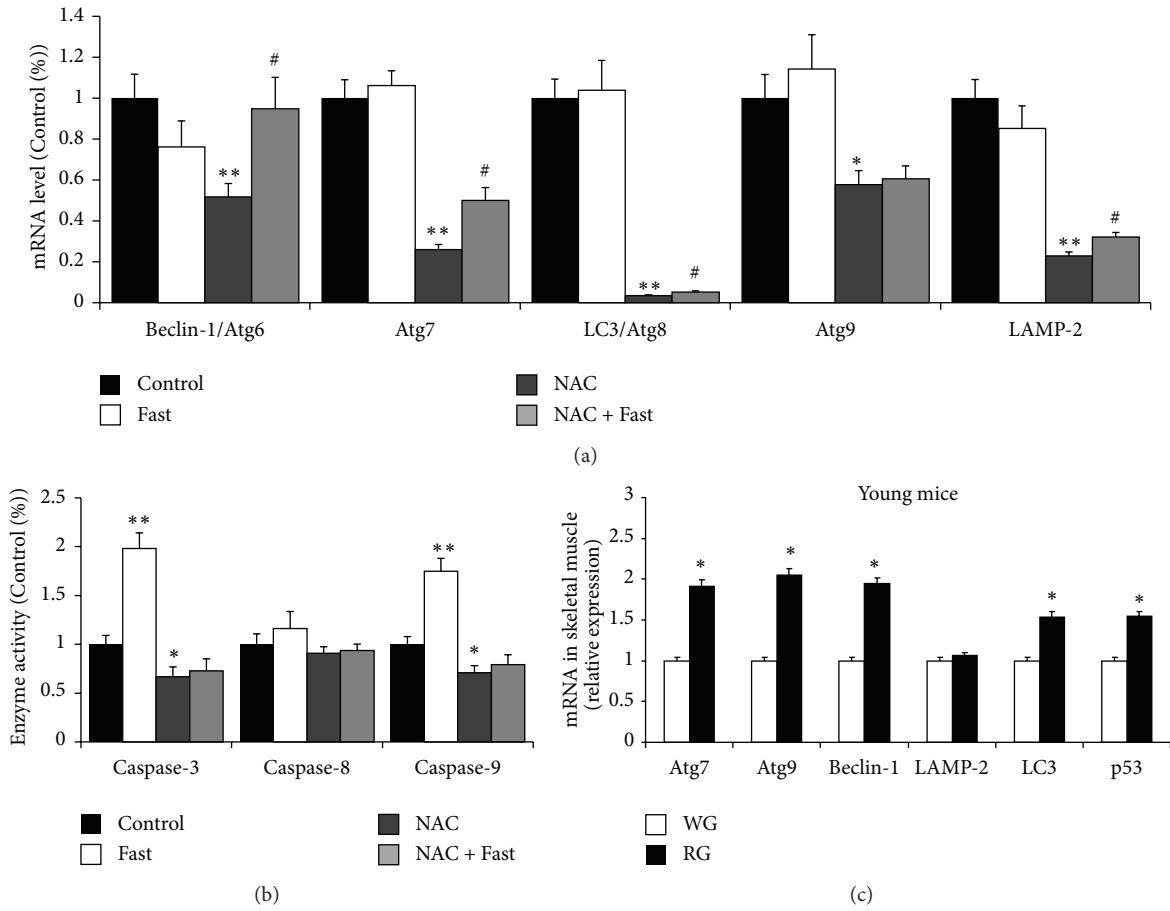 mRNA level (Control (%))
1.4
1.2
1
0.8
0.6
0.4
0.2
0
**
#
**
#
**
#
*
**
#
Beclin-1/Atg6 Atg7 LC3/Atg8 Atg9 LAMP-2
Control
Fast
NAC
NAC + Fast
(a)
Enzyme activity (Control (%))
2.5
2
1.5
1
0.5
0
**
*
**
*
Caspase-3 Caspase-8 Caspase-9
Control
Fast
NAC
NAC + Fast
(b)
Young mice
mRNA in skeletal muscle
(relative expression)
3
2.5
2
1.5
1
0.5
0
*
*
*
*
*
Atg7 Atg9 Beclin-1 LAMP-2 LC3 p53
WG
RG
(c)